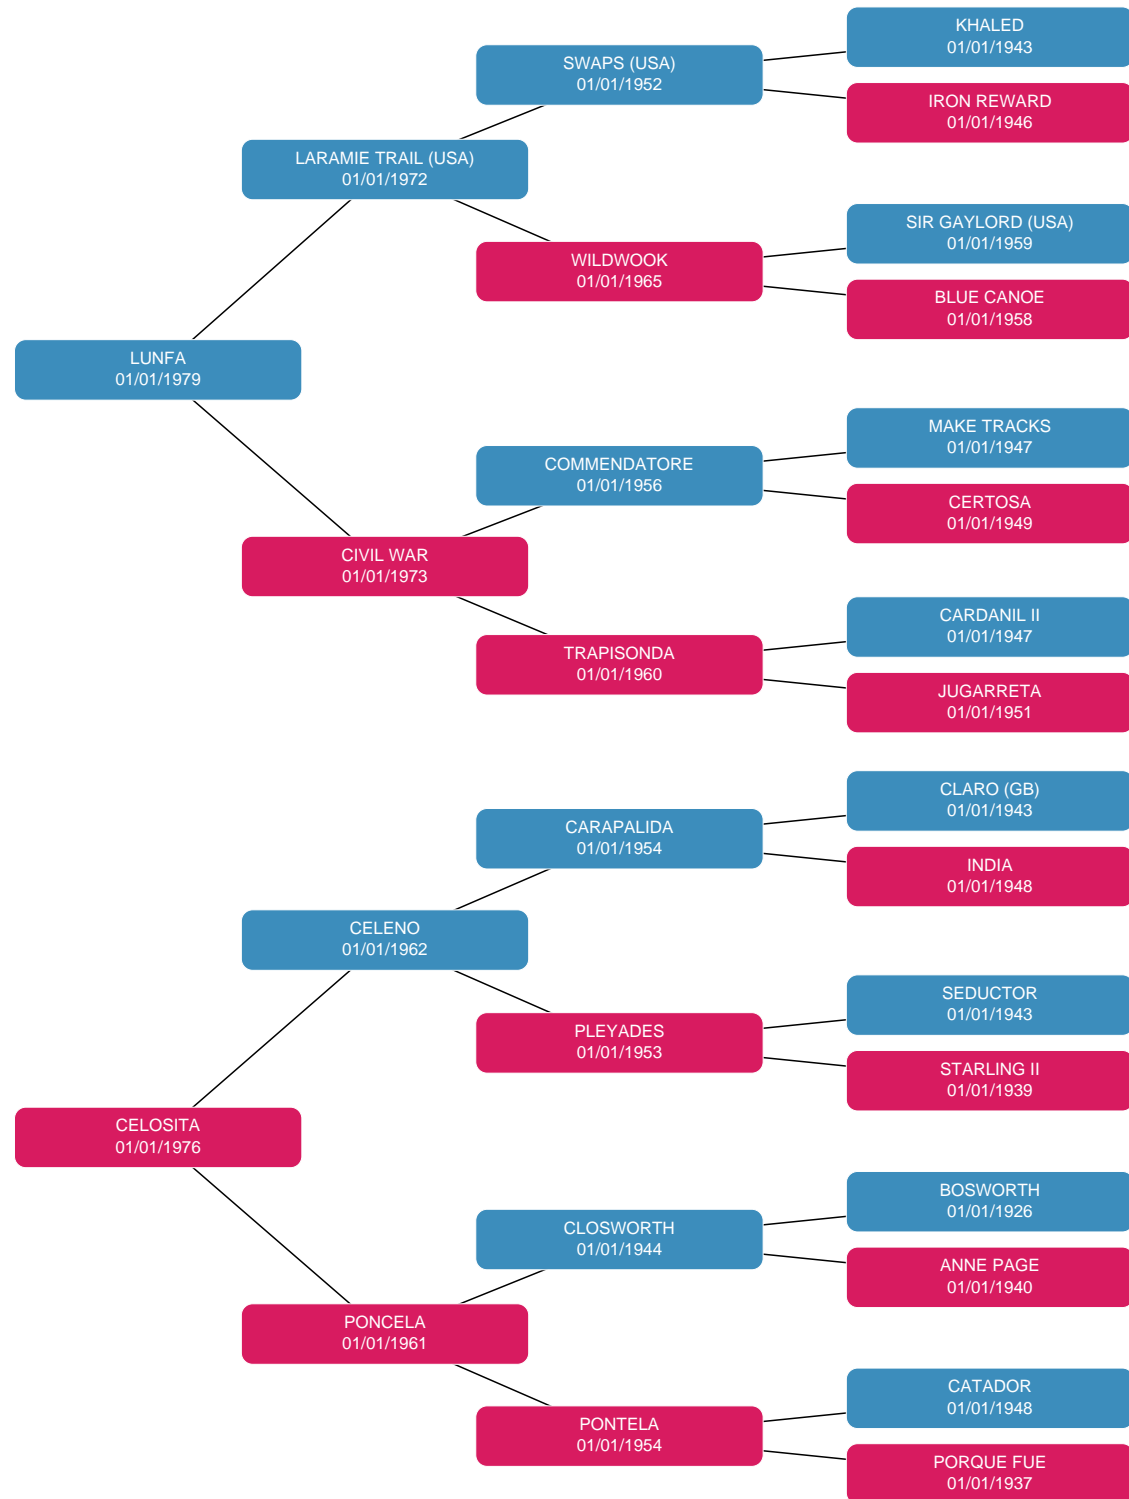 KHALED
01/01/1943
SWAPS (USA)
01/01/1952
IRON REWARD
01/01/1946
LARAMIE TRAIL (USA)
01/01/1972
SIR GAYLORD (USA)
01/01/1959
WILDWOOK
01/01/1965
BLUE CANOE
01/01/1958
LUNFA
01/01/1979
MAKE TRACKS
01/01/1947
COMMENDATORE
01/01/1956
CERTOSA
01/01/1949
CIVIL WAR
01/01/1973
CARDANIL II
01/01/1947
TRAPISONDA
01/01/1960
JUGARRETA
01/01/1951
CLARO (GB)
01/01/1943
CARAPALIDA
01/01/1954
INDIA
01/01/1948
CELENO
01/01/1962
SEDUCTOR
01/01/1943
PLEYADES
01/01/1953
STARLING II
01/01/1939
CELOSITA
01/01/1976
BOSWORTH
01/01/1926
CLOSWORTH
01/01/1944
ANNE PAGE
01/01/1940
PONCELA
01/01/1961
CATADOR
01/01/1948
PONTELA
01/01/1954
PORQUE FUE
01/01/1937